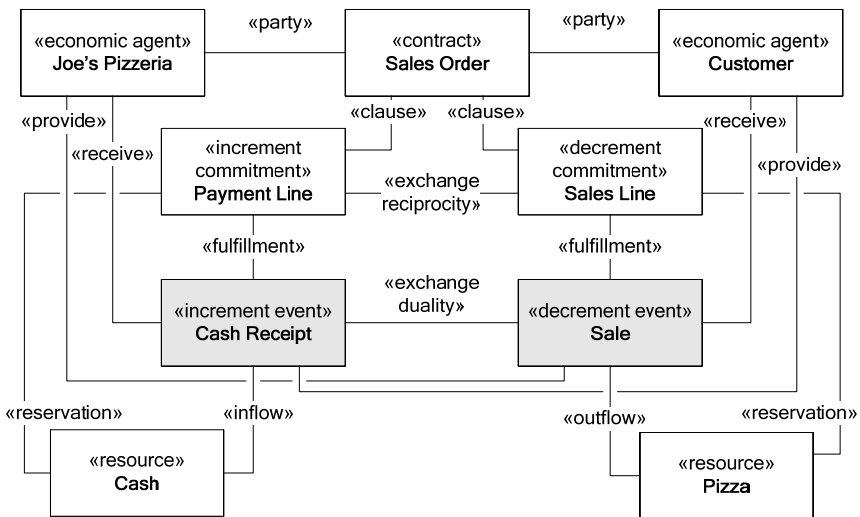 «party»
«party»
«economic agent»
Joe's Pizzeria
«contract»
Sales Order
«economic agent»
Customer
«provide»
«clause»
«clause»
«receive»
«receive»
«increment
commitment»
Payment Line
«exchange
reciprocity»
«decrement
commitment»
Sales Line
«provide»
«fulfillment»
«fulfillment»
«increment event»
Cash Receipt
«exchange
duality»
«decrement event»
Sale
«reservation»
«inflow»
«outflow»
«reservation»
«resource»
Cash
«resource»
Pizza